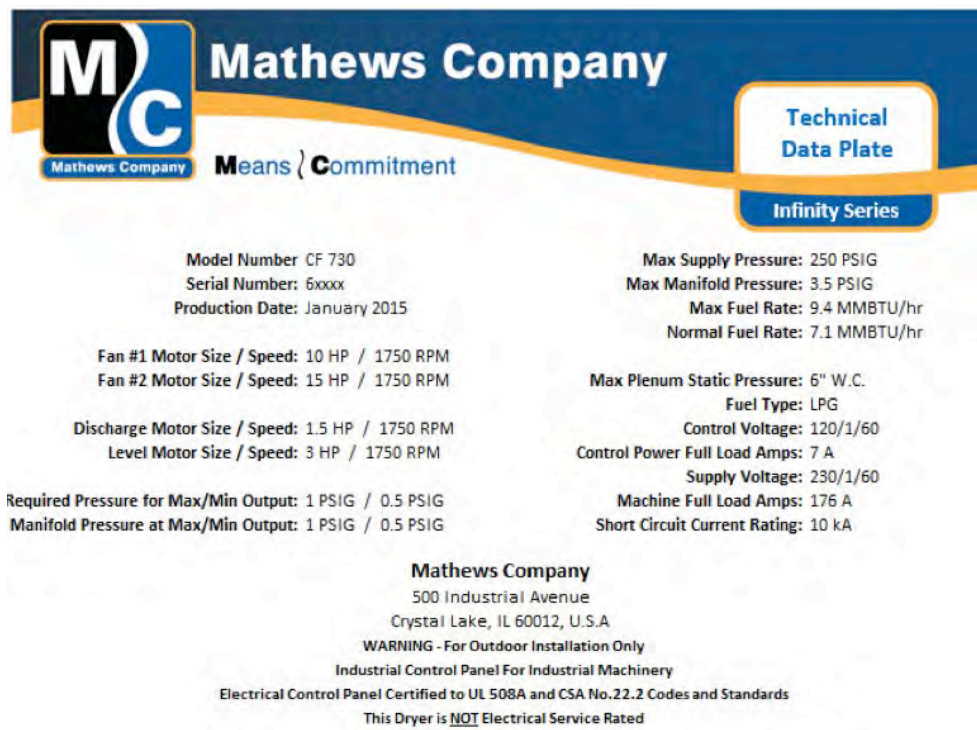 M
C
Mathews Company
Mathews Company
Means Commitment
Technical
Data Plate
Infinity Series
Model Number CF 730
Serial Number: 6xxxx
Production Date: January 2015
Fan #1 Motor Size / Speed: 10 HP / 1750 RPM
Fan #2 Motor Size / Speed: 15 HP / 1750 RPM
Discharge Motor Size / Speed: 1.5 HP / 1750 RPM
Level Motor Size / Speed: 3 HP / 1750 RPM
Required Pressure for Max/Min Output: 1 PSIG / 0.5 PSIG
Manifold Pressure at Max/Min Output: 1 PSIG / 0.5 PSIG
Max Supply Pressure: 250 PSIG
Max Manifold Pressure: 3.5 PSIG
Max Fuel Rate: 9.4 MMBTU/hr
Normal Fuel Rate: 7.1 MMBTU/hr
Max Plenum Static Pressure: 6" W.C.
Fuel Type: LPG
Control Voltage: 120/1/60
Control Power Full Load Amps: 7 A
Supply Voltage: 230/1/60
Machine Full Load Amps: 176 A
Short Circuit Current Rating: 10 kA
Mathews Company
500 Industrial Avenue
Crystal Lake, IL 60012, U.S.A
WARNING - For Outdoor Installation Only
Industrial Control Panel For Industrial Machinery
Electrical Control Panel Certified to UL 508A and CSA No.22.2 Codes and Standards
This Dryer is NOT Electrical Service Rated